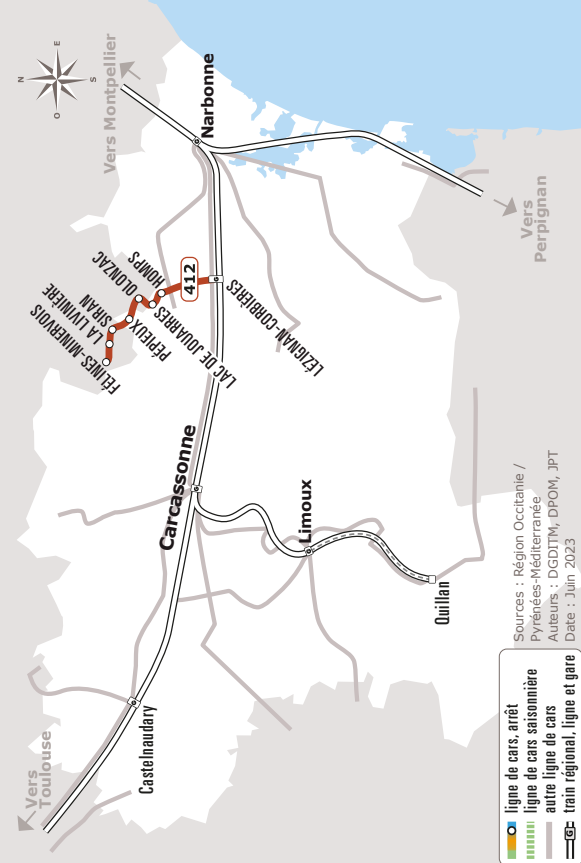 N
E
S
O
Vers Montpellier
Narbonne
Vers
Perpignan
FÉLINES-MINERVOIS
LA LIVINIÈRE
SIRAN
PÉPIEUX
OLONZAC
LAC DE JOUARRES
HOMPS
412
LÉZIGNAN-CORBIÈRES
Carcassonne
Limoux
Quillan
Castelnaudary
Vers
Toulouse
ligne de cars, arrêt
ligne de cars saisonnière
autre ligne de cars
G
train régional, ligne et gare
Sources : Région Occitanie /
Pyrénées-Méditerranée
Auteurs : DGDITM, DPOM, JPT
Date : Juin 2023